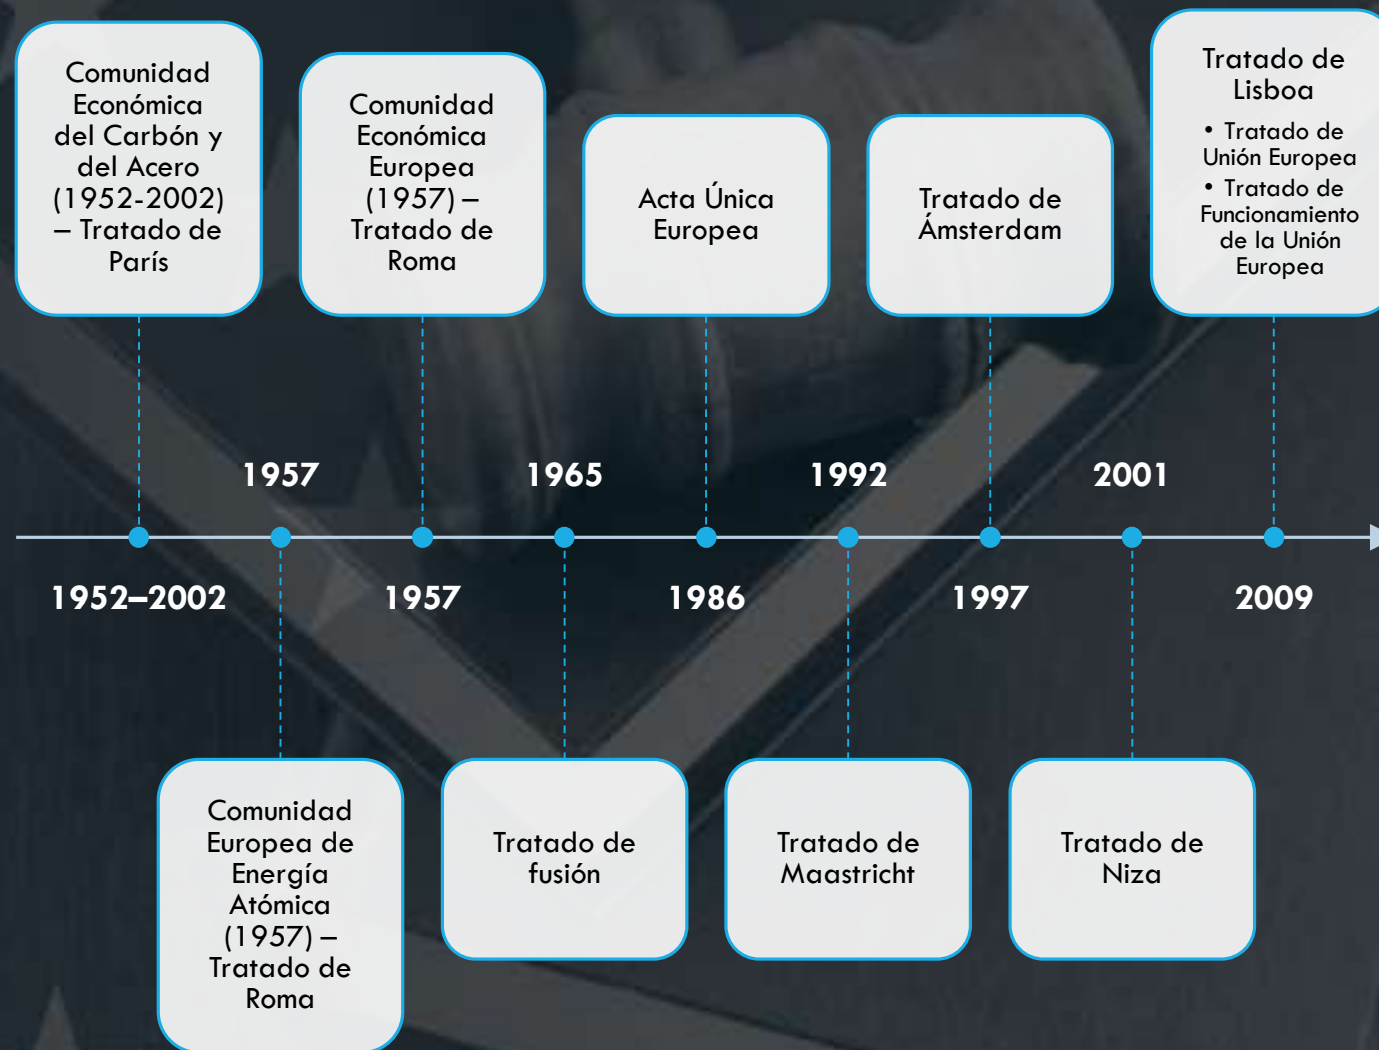 Comunidad
Económica
del Carbón y
del Acero
(1952-2002)
– Tratado de
París
Comunidad
Económica
Europea
(1957) –
Tratado de
Roma
Acta Única
Europea
Tratado de
Ámsterdam
Tratado de
Lisboa
• Tratado de
Unión Europea
• Tratado de
Funcionamiento
de la Unión
Europea
1957
1965
1992
2001
1952–2002
1957
1986
1997
2009
Comunidad
Europea de
Energía
Atómica
(1957) –
Tratado de
Roma
Tratado de
fusión
Tratado de
Maastricht
Tratado de
Niza